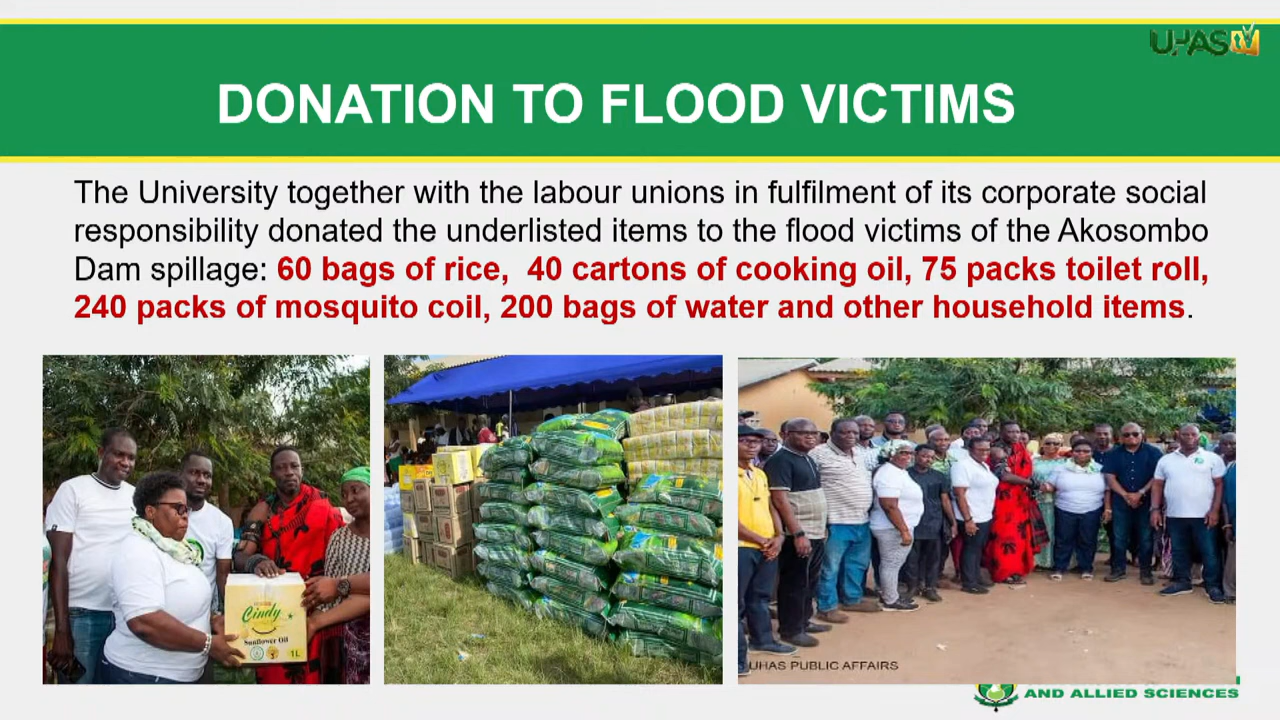 UHAS tv
DONATION TO FLOOD VICTIMS
The University together with the labour unions in fulfilment of its corporate social
responsibility donated the underlisted items to the flood victims of the Akosombo
Dam spillage: 60 bags of rice, 40 cartons of cooking oil, 75 packs toilet roll,
240 packs of mosquito coil, 200 bags of water and other household items.
Cindy
Sunflower Oil
1L
UHAS PUBLIC AFFAIRS
AND ALLIED SCIENCES